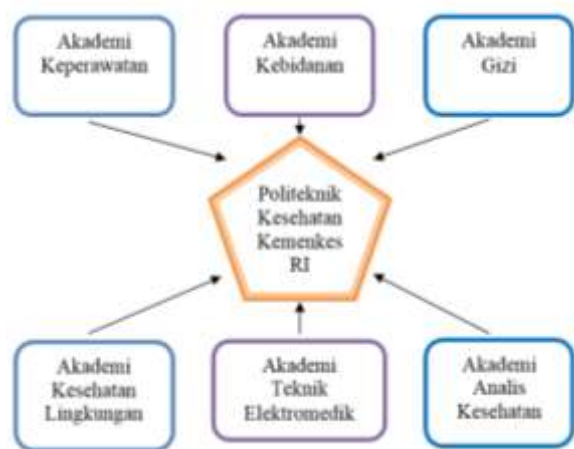 Akademi
Keperawatan
Akademi
Kebidanan
Akademi
Gizi
Politeknik
Kesehatan
Kemenkes
RI
Akademi
Kesehatan
Lingkungan
Akademi
Teknik
Elektromedik
Akademi
Analis
Kesehatan